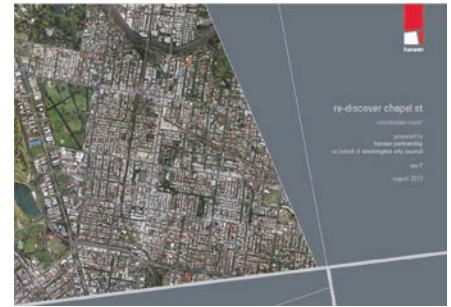 hansen
re-discover chapel st
masterplan report
prepared by
hansen partnership
on behalf of stonnington city council
august 2013